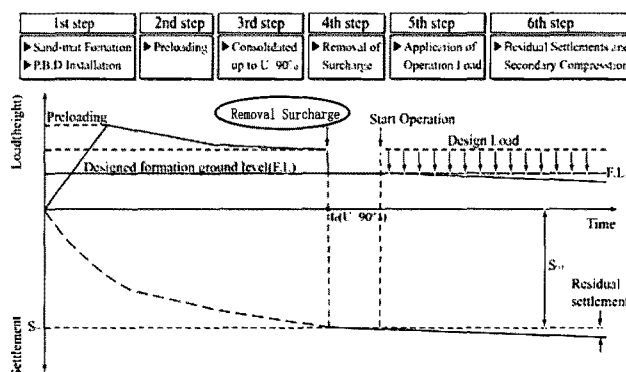 1st step
2nd step
3rd step
4th step
5th step
6th step
▶ Sand-mat Fomation
▶ P.B.D Installation
▶ Preloading
▶ Consolidated
up to U 90%
▶ Removal of
Surcharge
▶ Application of
Operation Load
▶ Residual Settlements and
Secondary Compression
Load(height)
Preloading
Removal Surcharge
Start Operation
Design Load
Designed formation ground level(F.L)
F.L
(U 90%)
Time
Residual
settlement
Settlement